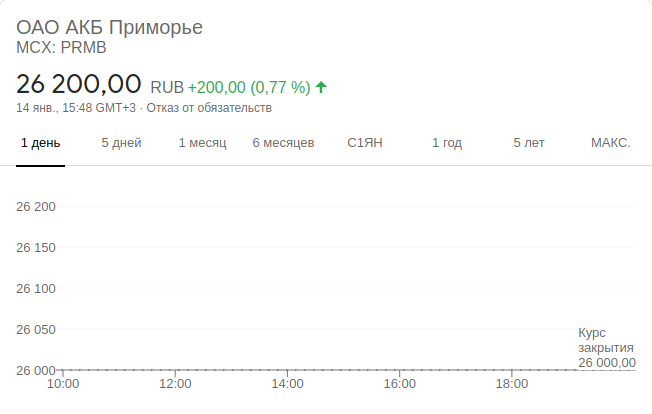 ОАО АКБ Приморье
MCX: PRMB
26 200,00 RUB +200,00 (0,77 %)
14 янв., 15:48 GMT+3 · Отказ от обязательств
1 день 5 дней 1 месяц 6 месяцев С1ЯН 1 год 5 лет МАКС.
26 200
26 150
26 100
26 050
26 000
Курс
закрытия
26 000,00
10:00 12:00 14:00 16:00 18:00